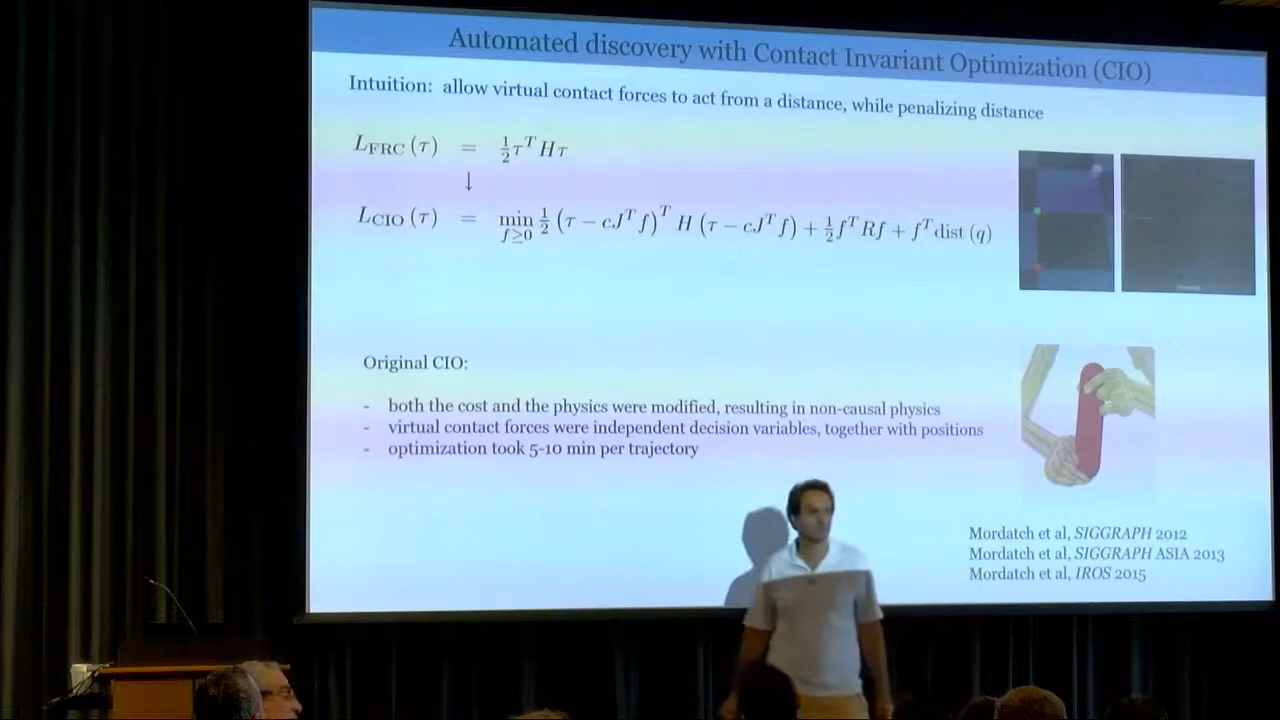 Automated discovery with Contact Invariant Optimization (CIO)
Intuition: allow virtual contact forces to act from a distance, while penalizing distance
L_FRC (τ) = ½ τ^T H τ
↓
L_CIO (τ) = min_{f≥0} ½ (τ − cJ^T f)^T H (τ − cJ^T f) + ½ f^T R f + f^T dist (q)
Original CIO:
- both the cost and the physics were modified, resulting in non-causal physics
- virtual contact forces were independent decision variables, together with positions
- optimization took 5-10 min per trajectory
Mordatch et al, SIGGRAPH 2012
Mordatch et al, SIGGRAPH ASIA 2013
Mordatch et al, IROS 2015